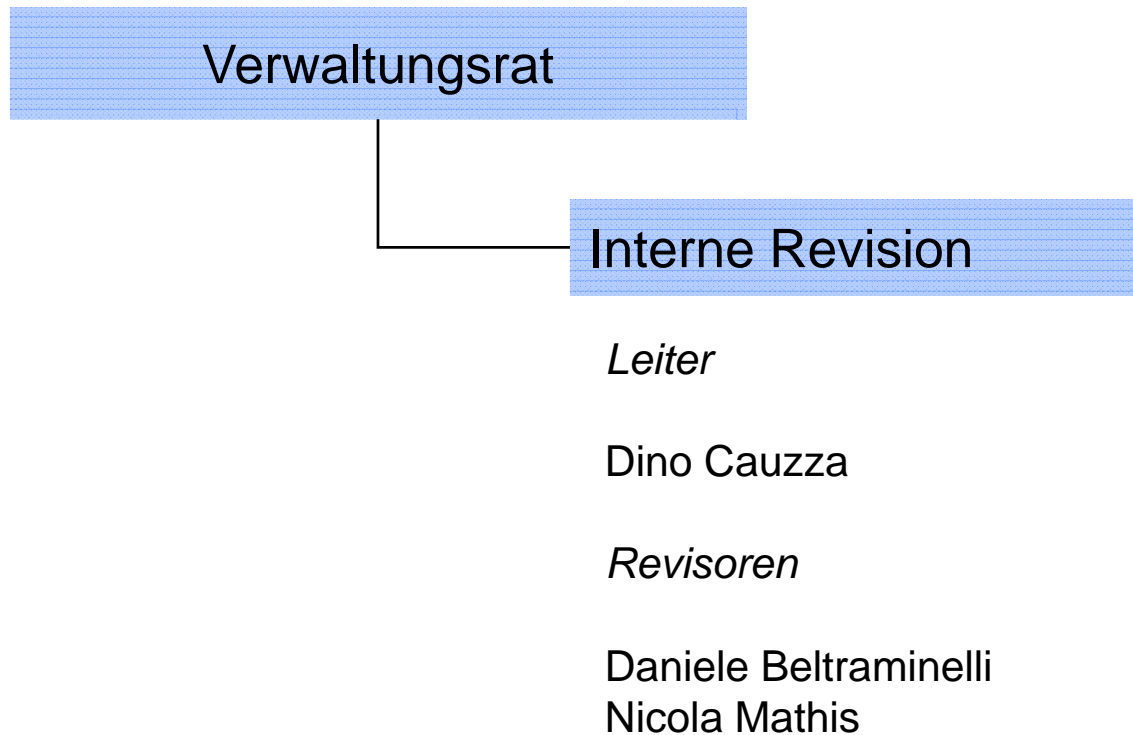 Verwaltungsrat
Interne Revision
Leiter
Dino Cauzza
Revisoren
Daniele Beltraminelli
Nicola Mathis